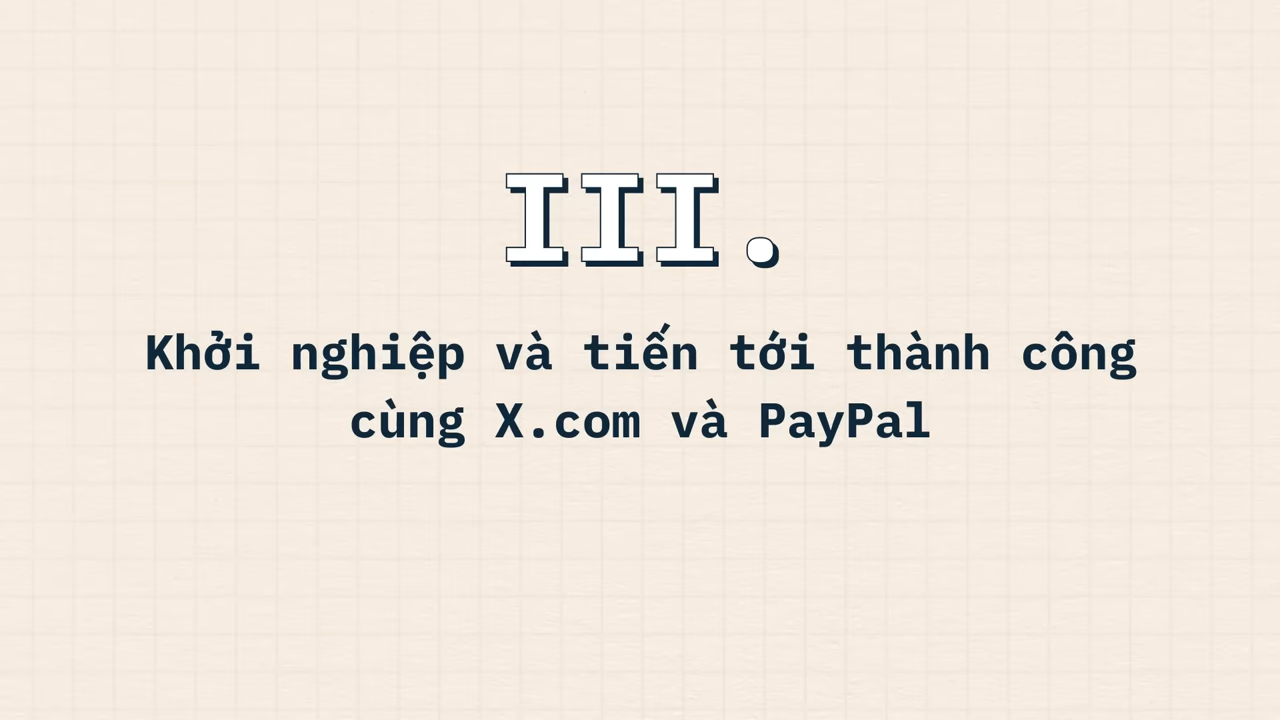 III.
Khởi nghiệp và tiến tới thành công
cùng X.com và PayPal